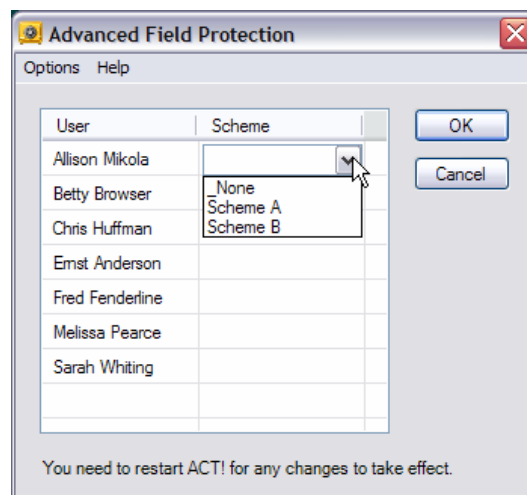 Advanced Field Protection
Options Help
User Scheme
OK
Allison Mikola
Cancel
_None
Betty Browser
Scheme A
Chris Huffman
Scheme B
Ernst Anderson
Fred Fenderline
Melissa Pearce
Sarah Whiting
You need to restart ACT! for any changes to take effect.